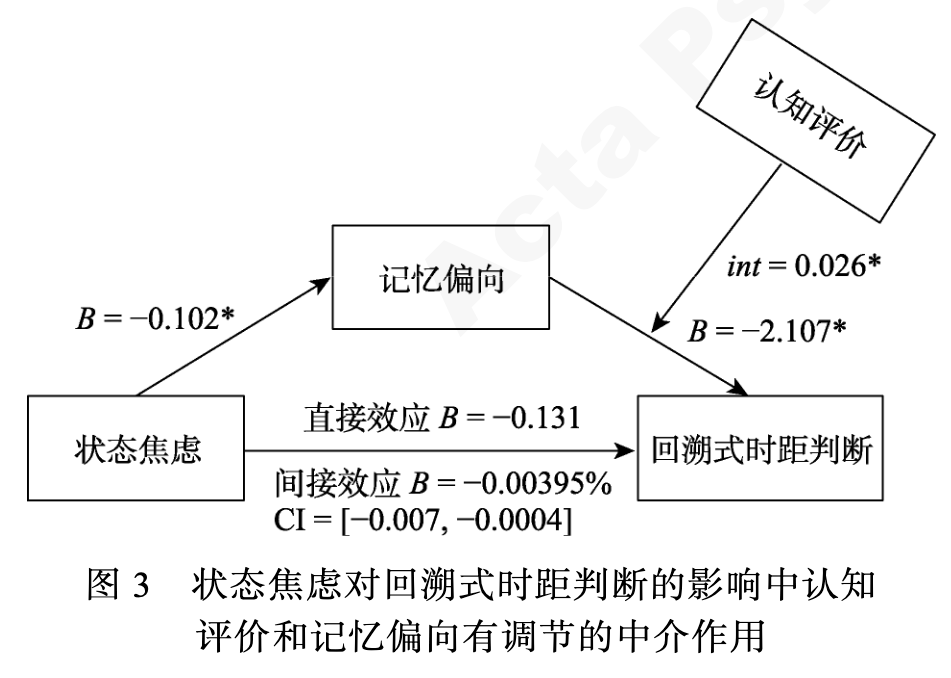 Acta Ps
认知评价
int = 0.026*
记忆偏向
B = −0.102*
B = −2.107*
状态焦虑
直接效应 B = −0.131
回溯式时距判断
间接效应 B = −0.00395%
CI = [−0.007, −0.0004]
图 3 状态焦虑对回溯式时距判断的影响中认知
评价和记忆偏向有调节的中介作用